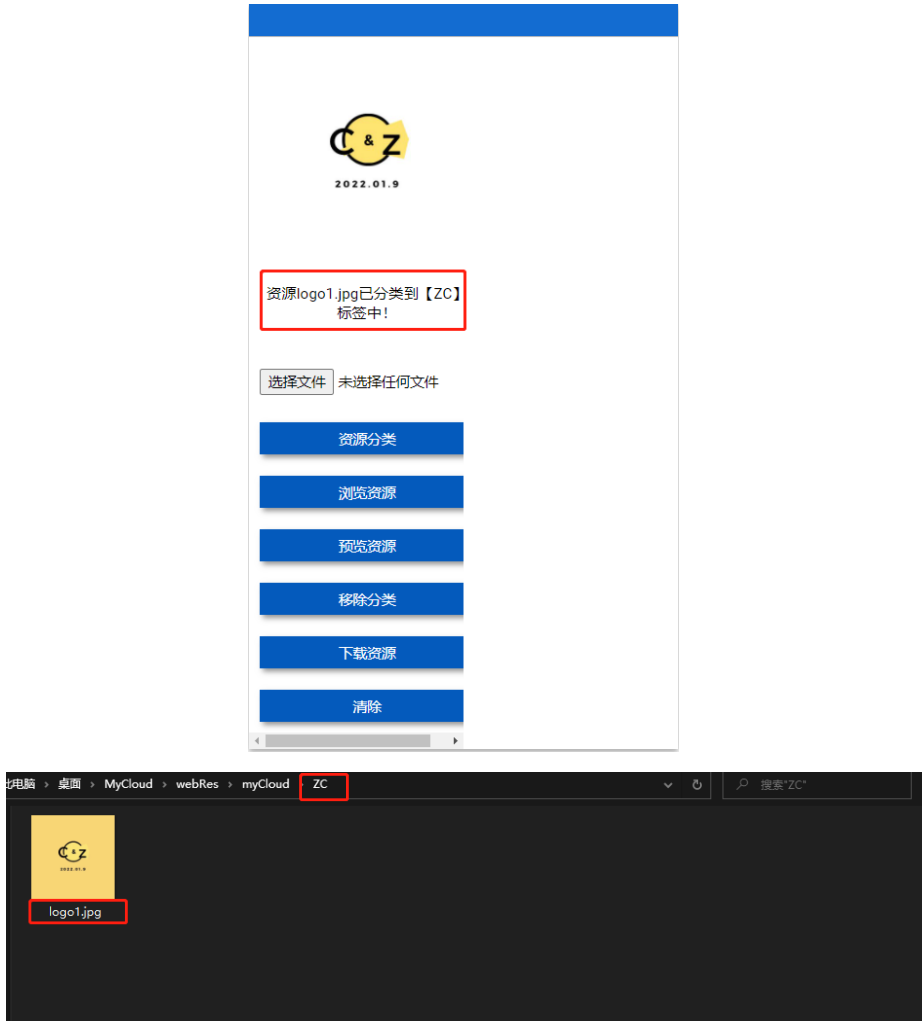 C & Z
2022.01.9
资源logo1.jpg已分类到【ZC】
标签中!
选择文件 未选择任何文件
资源分类
浏览资源
预览资源
移除分类
下载资源
清除
此电脑 › 桌面 › MyCloud › webRes › myCloud › ZC
搜索"ZC"
C & Z
2022.01.9
logo1.jpg